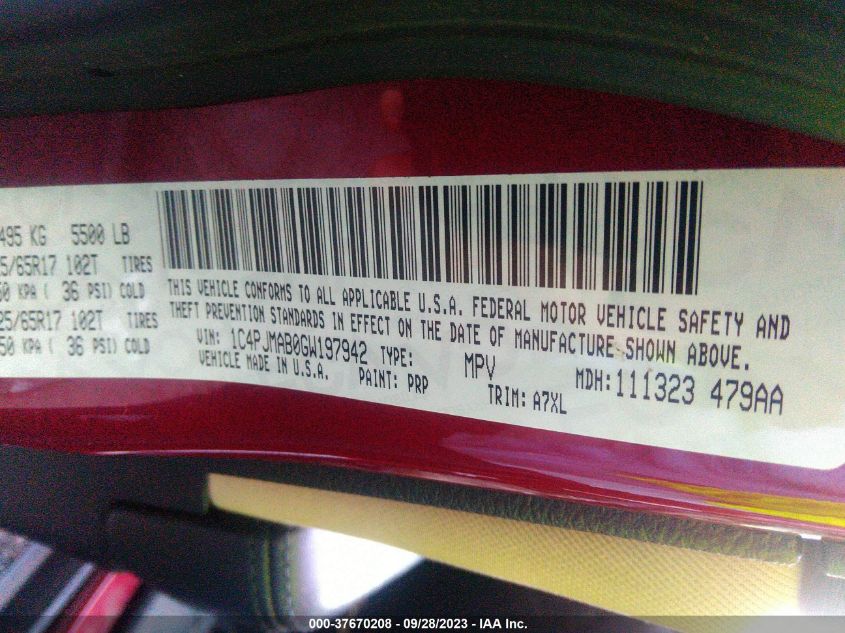 495 KG 5500 LB
5/65R17 102T TIRES
50 KPA ( 36 PSI) COLD
25/65R17 102T TIRES
50 KPA ( 36 PSI) COLD
THIS VEHICLE CONFORMS TO ALL APPLICABLE U.S.A. FEDERAL MOTOR VEHICLE SAFETY AND
THEFT PREVENTION STANDARDS IN EFFECT ON THE DATE OF MANUFACTURE SHOWN ABOVE.
VIN: 1C4PJMAB0GW197942 TYPE: MPV MDH:111323 479AA
VEHICLE MADE IN U.S.A. PAINT: PRP TRIM: A7XL
000-37670208 - 09/28/2023 - IAA Inc.